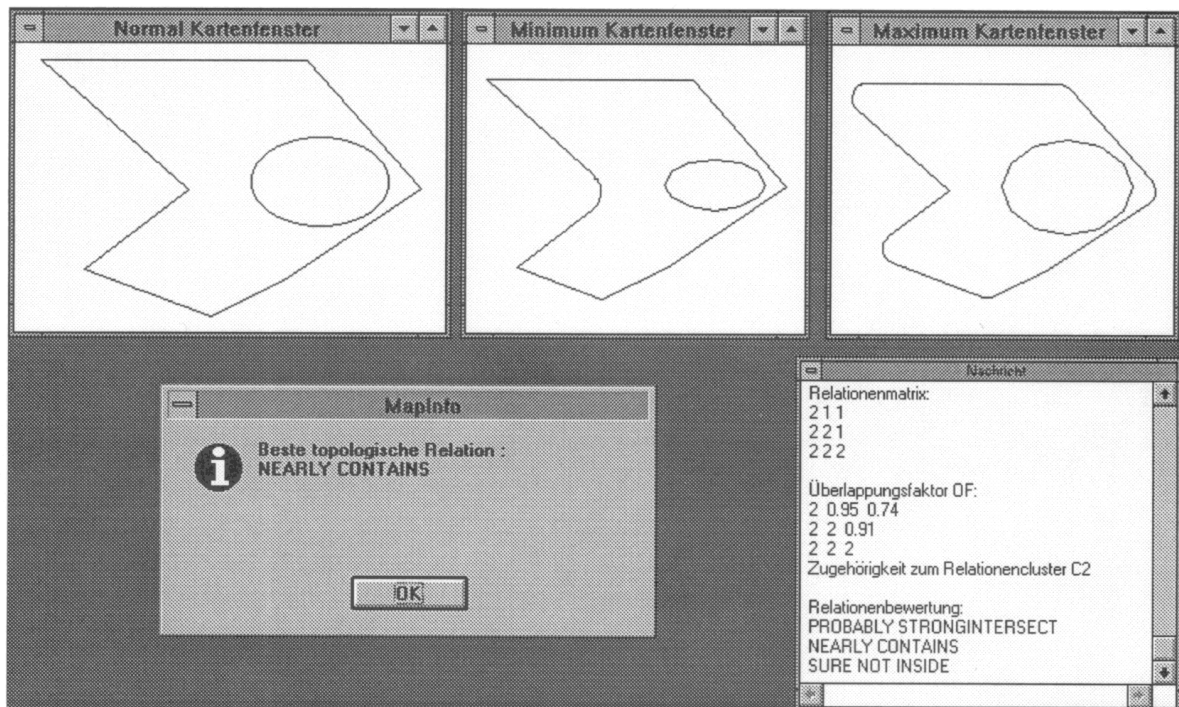 Normal Kartenfenster
Minimum Kartenfenster
Maximum Kartenfenster
MapInfo
Beste topologische Relation :
NEARLY CONTAINS
OK
Nachricht
Relationenmatrix:
2 1 1
2 2 1
2 2 2
Überlappungsfaktor OF:
2 0.95 0.74
2 2 0.91
2 2 2
Zugehörigkeit zum Relationencluster C2
Relationenbewertung:
PROBABLY STRONGINTERSECT
NEARLY CONTAINS
SURE NOT INSIDE